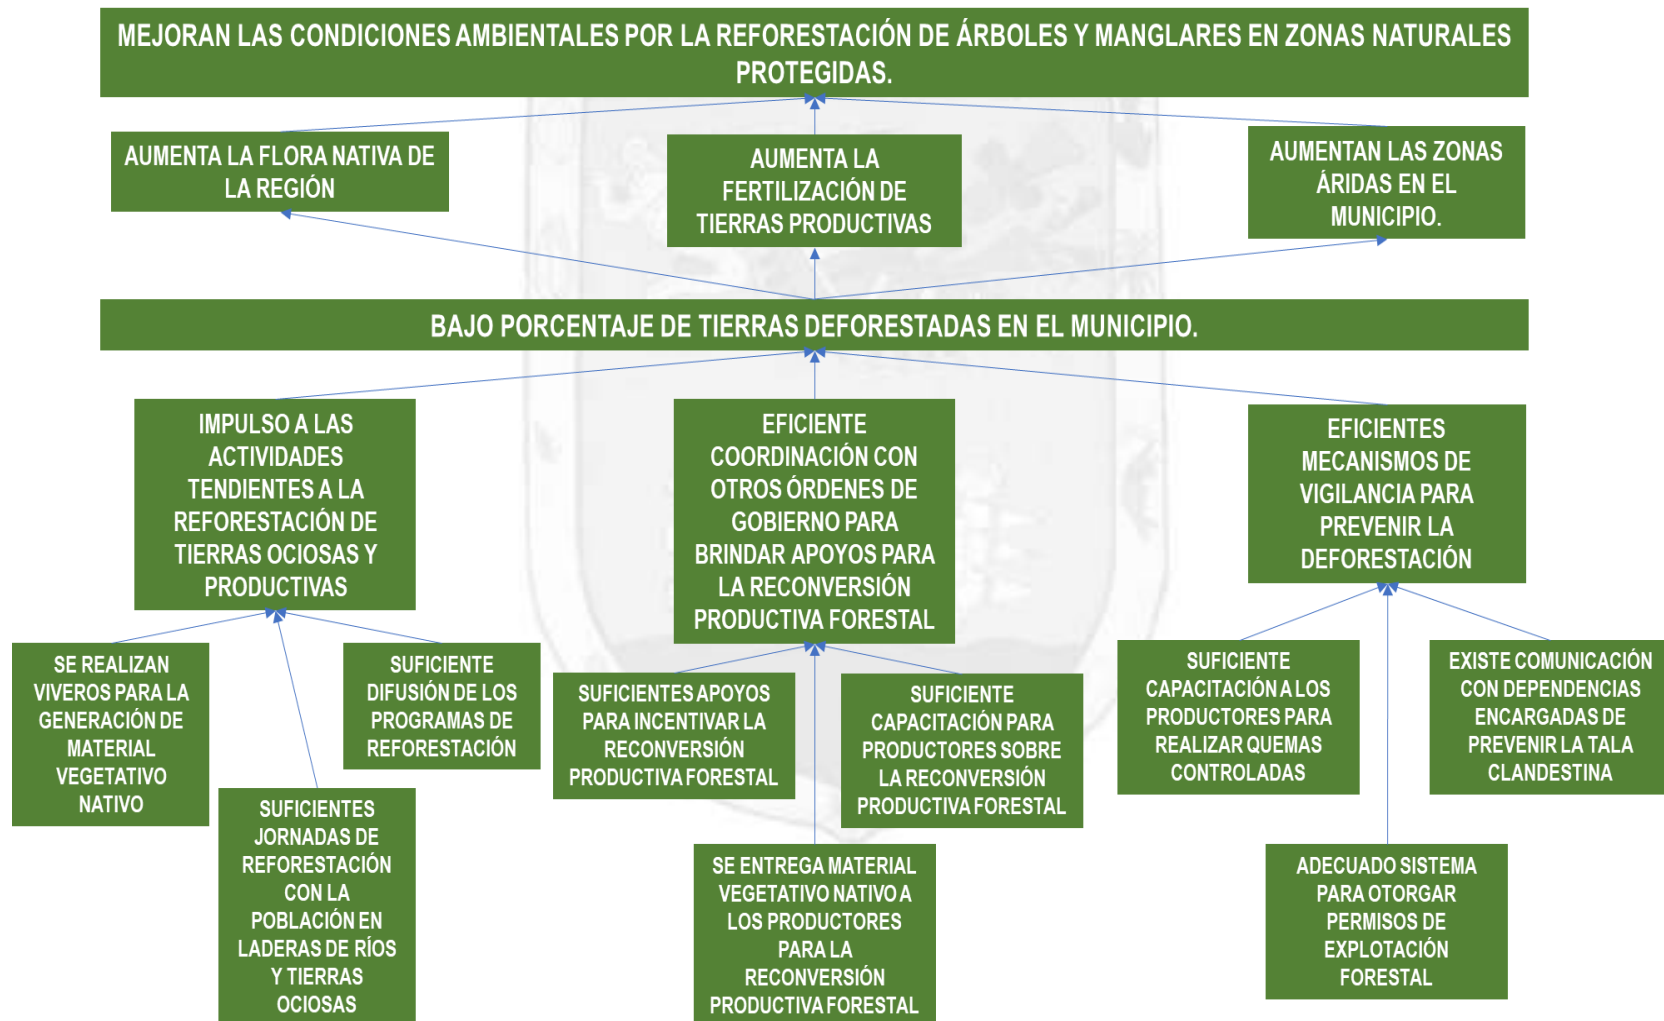 MEJORAN LAS CONDICIONES AMBIENTALES POR LA REFORESTACIÓN DE ÁRBOLES Y MANGLARES EN ZONAS NATURALES
PROTEGIDAS.
AUMENTA LA FLORA NATIVA DE
LA REGIÓN
AUMENTA LA
FERTILIZACIÓN DE
TIERRAS PRODUCTIVAS
AUMENTAN LAS ZONAS
ÁRIDAS EN EL
MUNICIPIO.
BAJO PORCENTAJE DE TIERRAS DEFORESTADAS EN EL MUNICIPIO.
IMPULSO A LAS
ACTIVIDADES
TENDIENTES A LA
REFORESTACIÓN DE
TIERRAS OCIOSAS Y
PRODUCTIVAS
EFICIENTE
COORDINACIÓN CON
OTROS ÓRDENES DE
GOBIERNO PARA
BRINDAR APOYOS PARA
LA RECONVERSIÓN
PRODUCTIVA FORESTAL
EFICIENTES
MECANISMOS DE
VIGILANCIA PARA
PREVENIR LA
DEFORESTACIÓN
SE REALIZAN
VIVEROS PARA LA
GENERACIÓN DE
MATERIAL
VEGETATIVO
NATIVO
SUFICIENTES
JORNADAS DE
REFORESTACIÓN
CON LA
POBLACIÓN EN
LADERAS DE RÍOS
Y TIERRAS
OCIOSAS
SUFICIENTE
DIFUSIÓN DE LOS
PROGRAMAS DE
REFORESTACIÓN
SUFICIENTES APOYOS
PARA INCENTIVAR LA
RECONVERSIÓN
PRODUCTIVA FORESTAL
SE ENTREGA MATERIAL
VEGETATIVO NATIVO A
LOS PRODUCTORES
PARA LA
RECONVERSIÓN
PRODUCTIVA FORESTAL
SUFICIENTE
CAPACITACIÓN PARA
PRODUCTORES SOBRE
LA RECONVERSIÓN
PRODUCTIVA FORESTAL
SUFICIENTE
CAPACITACIÓN A LOS
PRODUCTORES PARA
REALIZAR QUEMAS
CONTROLADAS
ADECUADO SISTEMA
PARA OTORGAR
PERMISOS DE
EXPLOTACIÓN
FORESTAL
EXISTE COMUNICACIÓN
CON DEPENDENCIAS
ENCARGADAS DE
PREVENIR LA TALA
CLANDESTINA